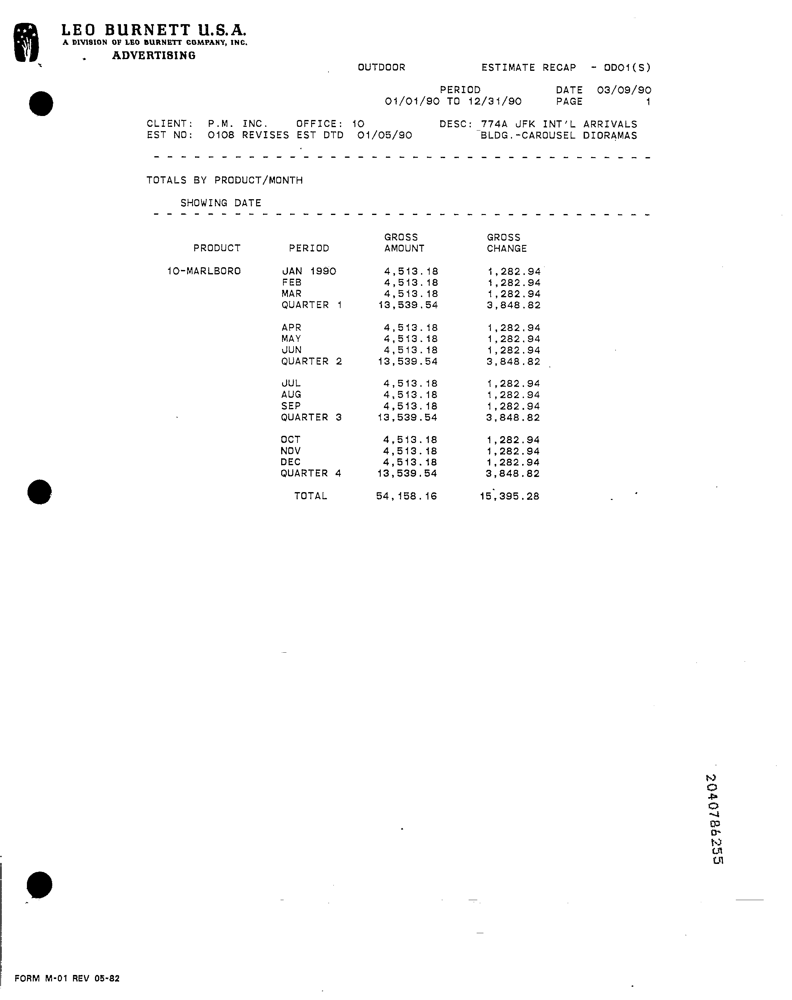 LEO BURNETT U.S.A.
A DIVISION OF LEO BURNETT COMPANY, INC.
ADVERTISING
OUTDOOR ESTIMATE RECAP - OD01(S)
PERIOD DATE 03/09/90
01/01/90 TO 12/31/90 PAGE 1
CLIENT: P.M. INC. OFFICE: 10 DESC: 774A JFK INT'L ARRIVALS
EST NO: 0108 REVISES EST DTD 01/05/90 BLDG.-CAROUSEL DIORAMAS
TOTALS BY PRODUCT/MONTH
SHOWING DATE
GROSS GROSS
PRODUCT PERIOD AMOUNT CHANGE
10-MARLBORO JAN 1990 4,513.18 1,282.94
FEB 4,513.18 1,282.94
MAR 4,513.18 1,282.94
QUARTER 1 13,539.54 3,848.82
APR 4,513.18 1,282.94
MAY 4,513.18 1,282.94
JUN 4,513.18 1,282.94
QUARTER 2 13,539.54 3,848.82
JUL 4,513.18 1,282.94
AUG 4,513.18 1,282.94
SEP 4,513.18 1,282.94
QUARTER 3 13,539.54 3,848.82
OCT 4,513.18 1,282.94
NOV 4,513.18 1,282.94
DEC 4,513.18 1,282.94
QUARTER 4 13,539.54 3,848.82
TOTAL 54,158.16 15,395.28
2040786255
FORM M-01 REV 05-82